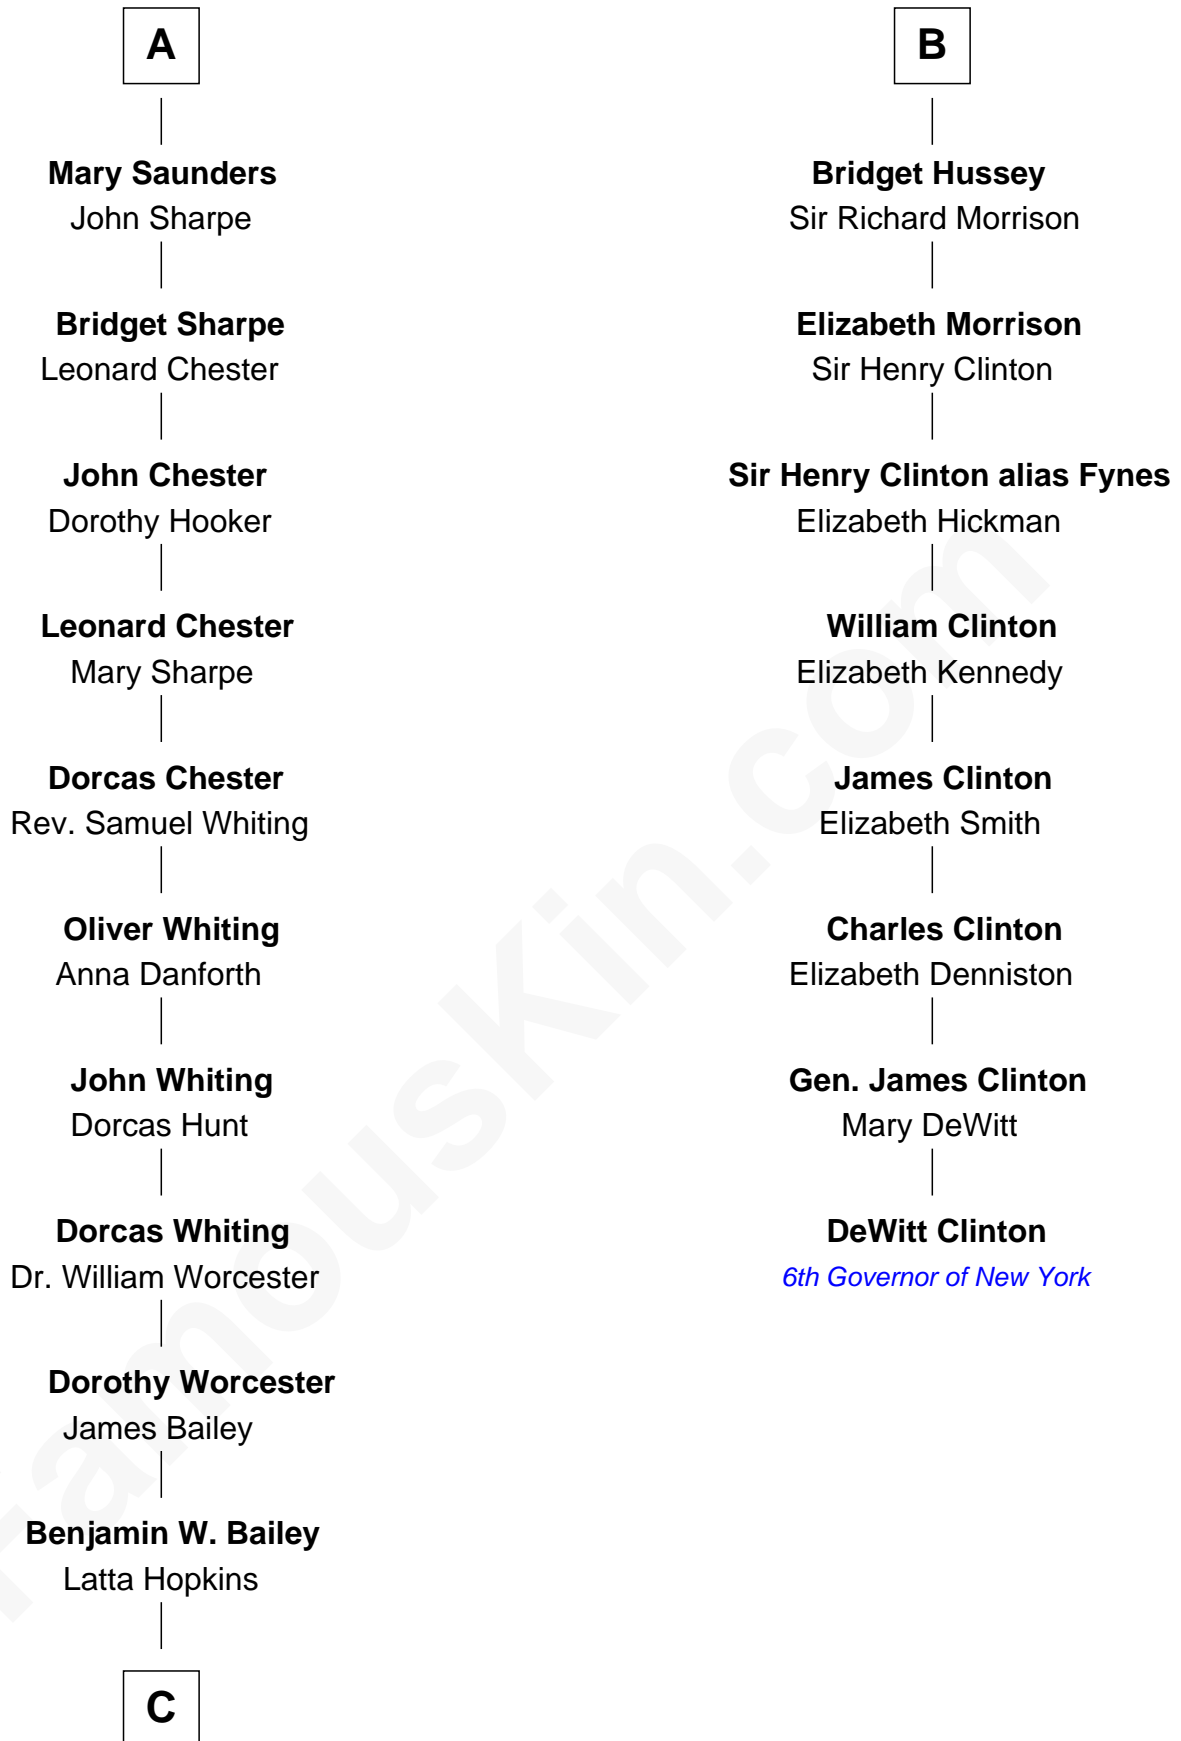 A
Mary Saunders
John Sharpe
Bridget Sharpe
Leonard Chester
John Chester
Dorothy Hooker
Leonard Chester
Mary Sharpe
Dorcas Chester
Rev. Samuel Whiting
Oliver Whiting
Anna Danforth
John Whiting
Dorcas Hunt
Dorcas Whiting
Dr. William Worcester
Dorothy Worcester
James Bailey
Benjamin W. Bailey
Latta Hopkins
C
B
Bridget Hussey
Sir Richard Morrison
Elizabeth Morrison
Sir Henry Clinton
Sir Henry Clinton alias Fynes
Elizabeth Hickman
William Clinton
Elizabeth Kennedy
James Clinton
Elizabeth Smith
Charles Clinton
Elizabeth Denniston
Gen. James Clinton
Mary DeWitt
DeWitt Clinton
6th Governor of New York
FamousKin.com